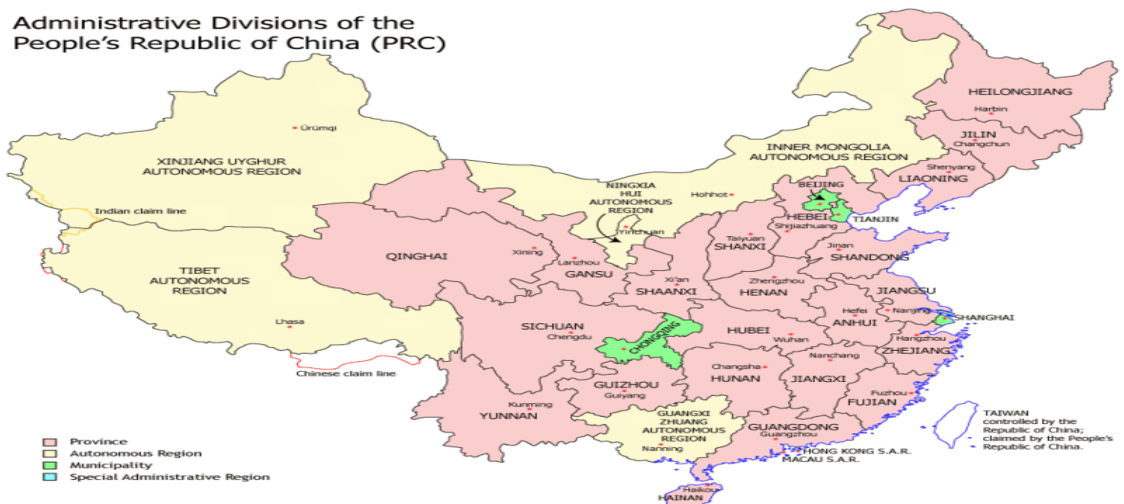 Administrative Divisions of the
People's Republic of China (PRC)
HEILONGJIANG
Harbin
JILIN
Changchun
Ürümqi
INNER MONGOLIA
AUTONOMOUS REGION
XINJIANG UYGHUR
AUTONOMOUS REGION
Shenyang
LIAONING
NINGXIA
HUI
AUTONOMOUS
REGION
Hohhot
BEIJING
Indian claim line
HEBEI
TIANJIN
Yinchuan
Shijiazhuang
Taiyuan
SHANXI
Xining
Jinan
SHANDONG
QINGHAI
Lanzhou
GANSU
TIBET
AUTONOMOUS
REGION
Xi'an
SHAANXI
Zhengzhou
HENAN
JIANGSU
Hefei
Nanjing
ANHUI
SHANGHAI
Lhasa
SICHUAN
Chengdu
CHONGQING
HUBEI
Wuhan
Hangzhou
ZHEJIANG
Chinese claim line
Nanchang
Changsha
HUNAN
JIANGXI
GUIZHOU
Guiyang
Fuzhou
FUJIAN
Kunming
YUNNAN
GUANGXI
ZHUANG
AUTONOMOUS
REGION
Nanning
GUANGDONG
Guangzhou
TAIWAN
controlled by the
Republic of China;
claimed by the People's
Republic of China.
HONG KONG S.A.R.
MACAU S.A.R.
Haikou
HAINAN
Province
Autonomous Region
Municipality
Special Administrative Region